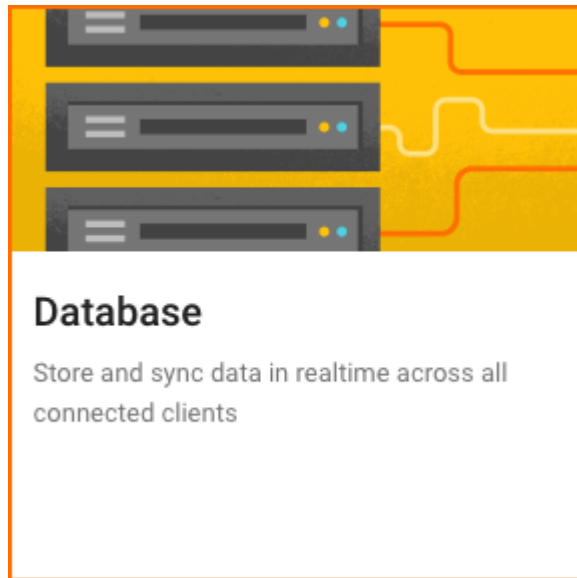 Database
Store and sync data in realtime across all
connected clients